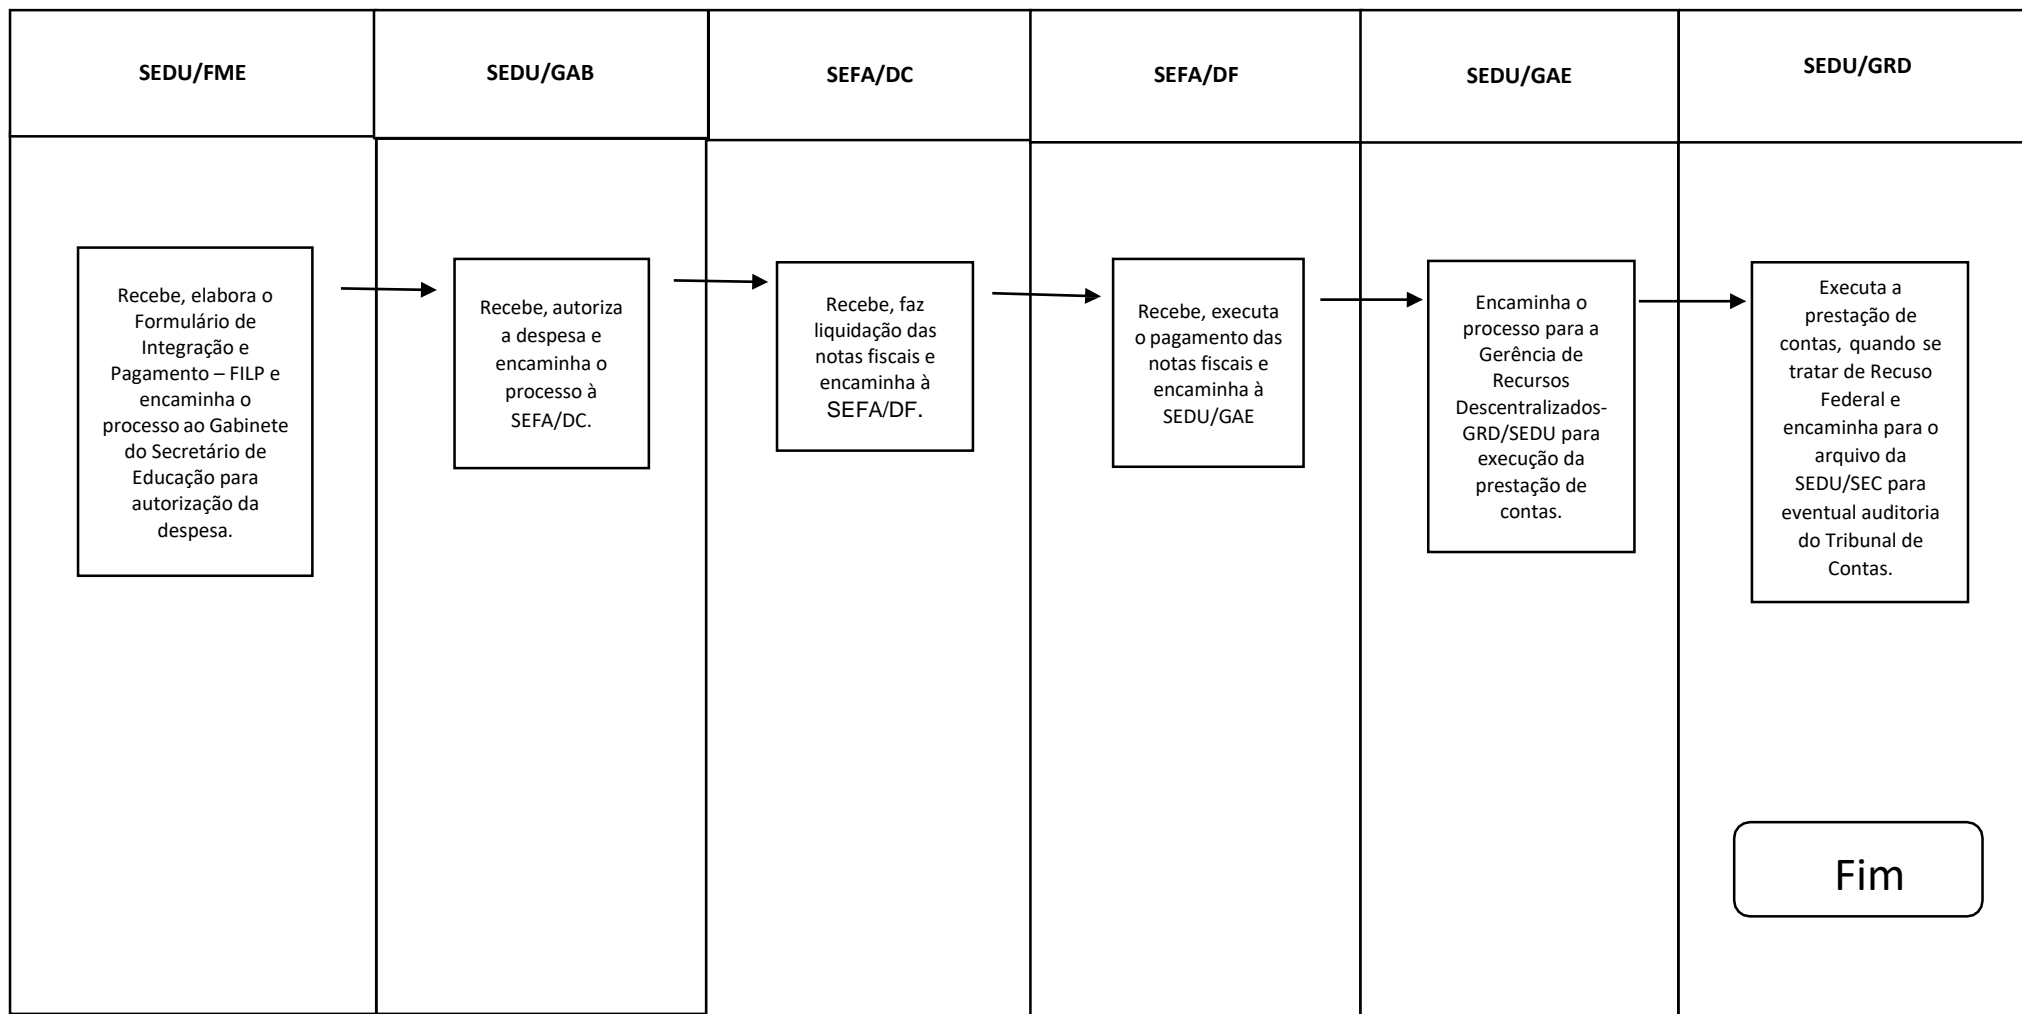 SEDU/FME
SEDU/GAB
SEFA/DC
SEFA/DF
SEDU/GAE
SEDU/GRD
Recebe, elabora o
Formulário de
Integração e
Pagamento – FILP e
encaminha o
processo ao Gabinete
do Secretário de
Educação para
autorização da
despesa.
Recebe, autoriza
a despesa e
encaminha o
processo à
SEFA/DC.
Recebe, faz
liquidação das
notas fiscais e
encaminha à
SEFA/DF.
Recebe, executa
o pagamento das
notas fiscais e
encaminha à
SEDU/GAE
Encaminha o
processo para a
Gerência de
Recursos
Descentralizados-
GRD/SEDU para
execução da
prestação de
contas.
Executa a
prestação de
contas, quando se
tratar de Recuso
Federal e
encaminha para o
arquivo da
SEDU/SEC para
eventual auditoria
do Tribunal de
Contas.
Fim